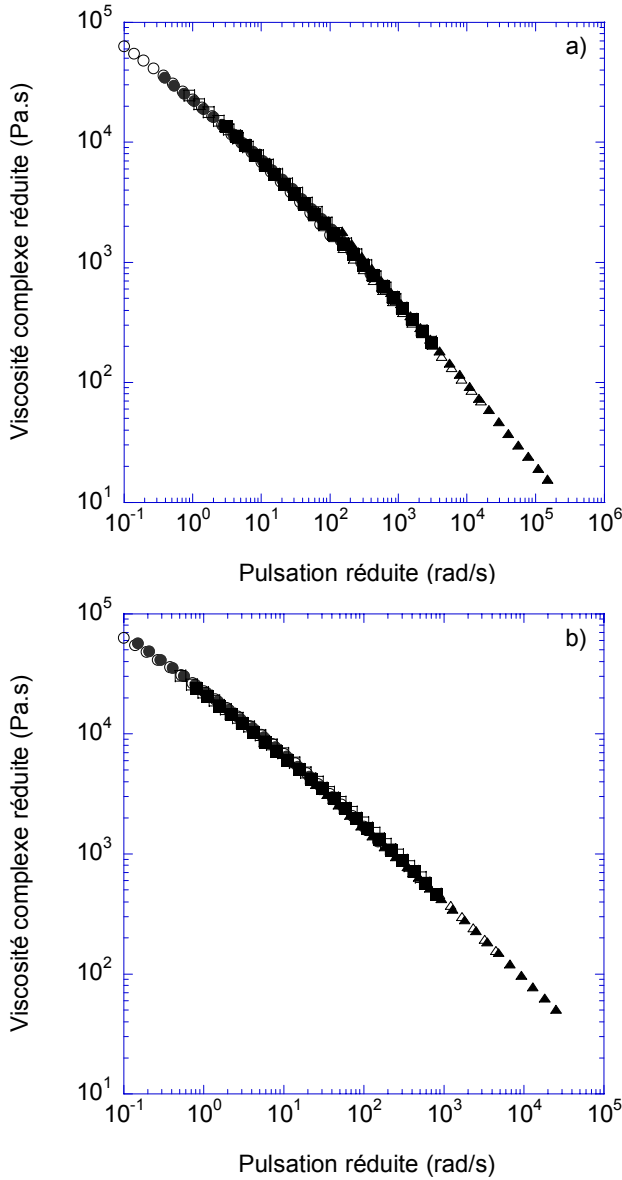 a)
Viscosité complexe réduite (Pa.s)
10^5
10^4
10^3
10^2
10^1
10^-1 10^0 10^1 10^2 10^3 10^4 10^5 10^6
Pulsation réduite (rad/s)
b)
Viscosité complexe réduite (Pa.s)
10^5
10^4
10^3
10^2
10^1
10^-1 10^0 10^1 10^2 10^3 10^4 10^5
Pulsation réduite (rad/s)